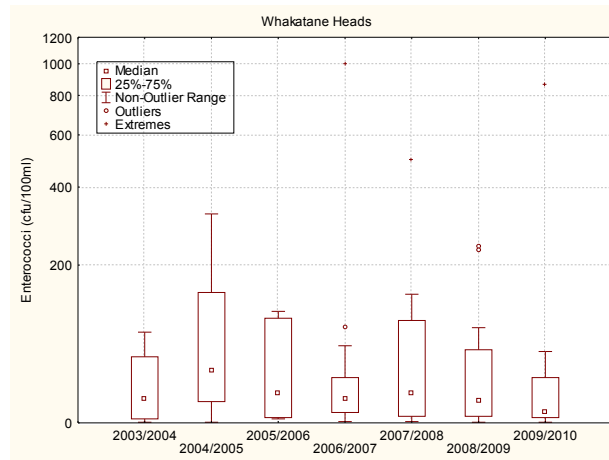 Whakatane Heads
Enterococci (cfu/100ml)
1200
1000
800
600
400
200
0
Median
25%-75%
Non-Outlier Range
Outliers
Extremes
2003/2004
2004/2005
2005/2006
2006/2007
2007/2008
2008/2009
2009/2010